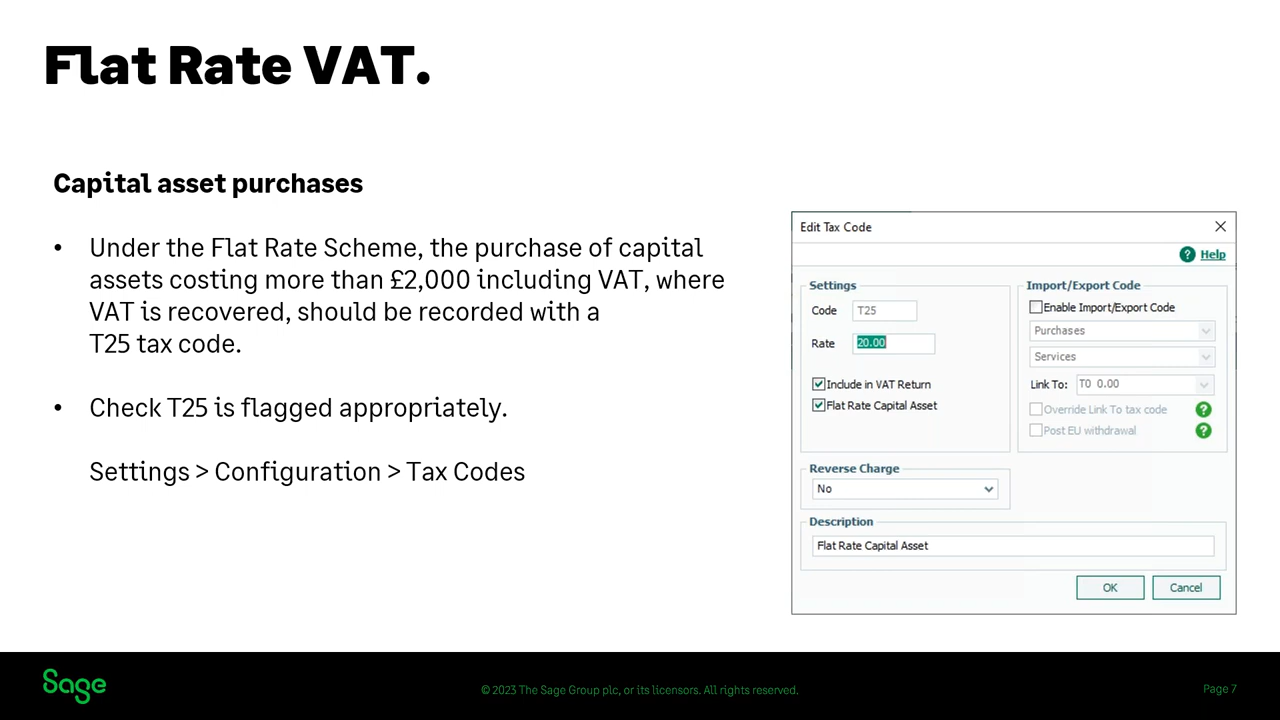 Flat Rate VAT.
Capital asset purchases
• Under the Flat Rate Scheme, the purchase of capital
assets costing more than £2,000 including VAT, where
VAT is recovered, should be recorded with a
T25 tax code.
• Check T25 is flagged appropriately.
Settings > Configuration > Tax Codes
Edit Tax Code
? Help
Settings
Code T25
Rate 20.00
Include in VAT Return
Flat Rate Capital Asset
Import/Export Code
Enable Import/Export Code
Purchases
Services
Link To: T0 0.00
Override Link To tax code ?
Post EU withdrawal ?
Reverse Charge
No
Description
Flat Rate Capital Asset
OK Cancel
Sage
© 2023 The Sage Group plc, or its licensors. All rights reserved.
Page 7